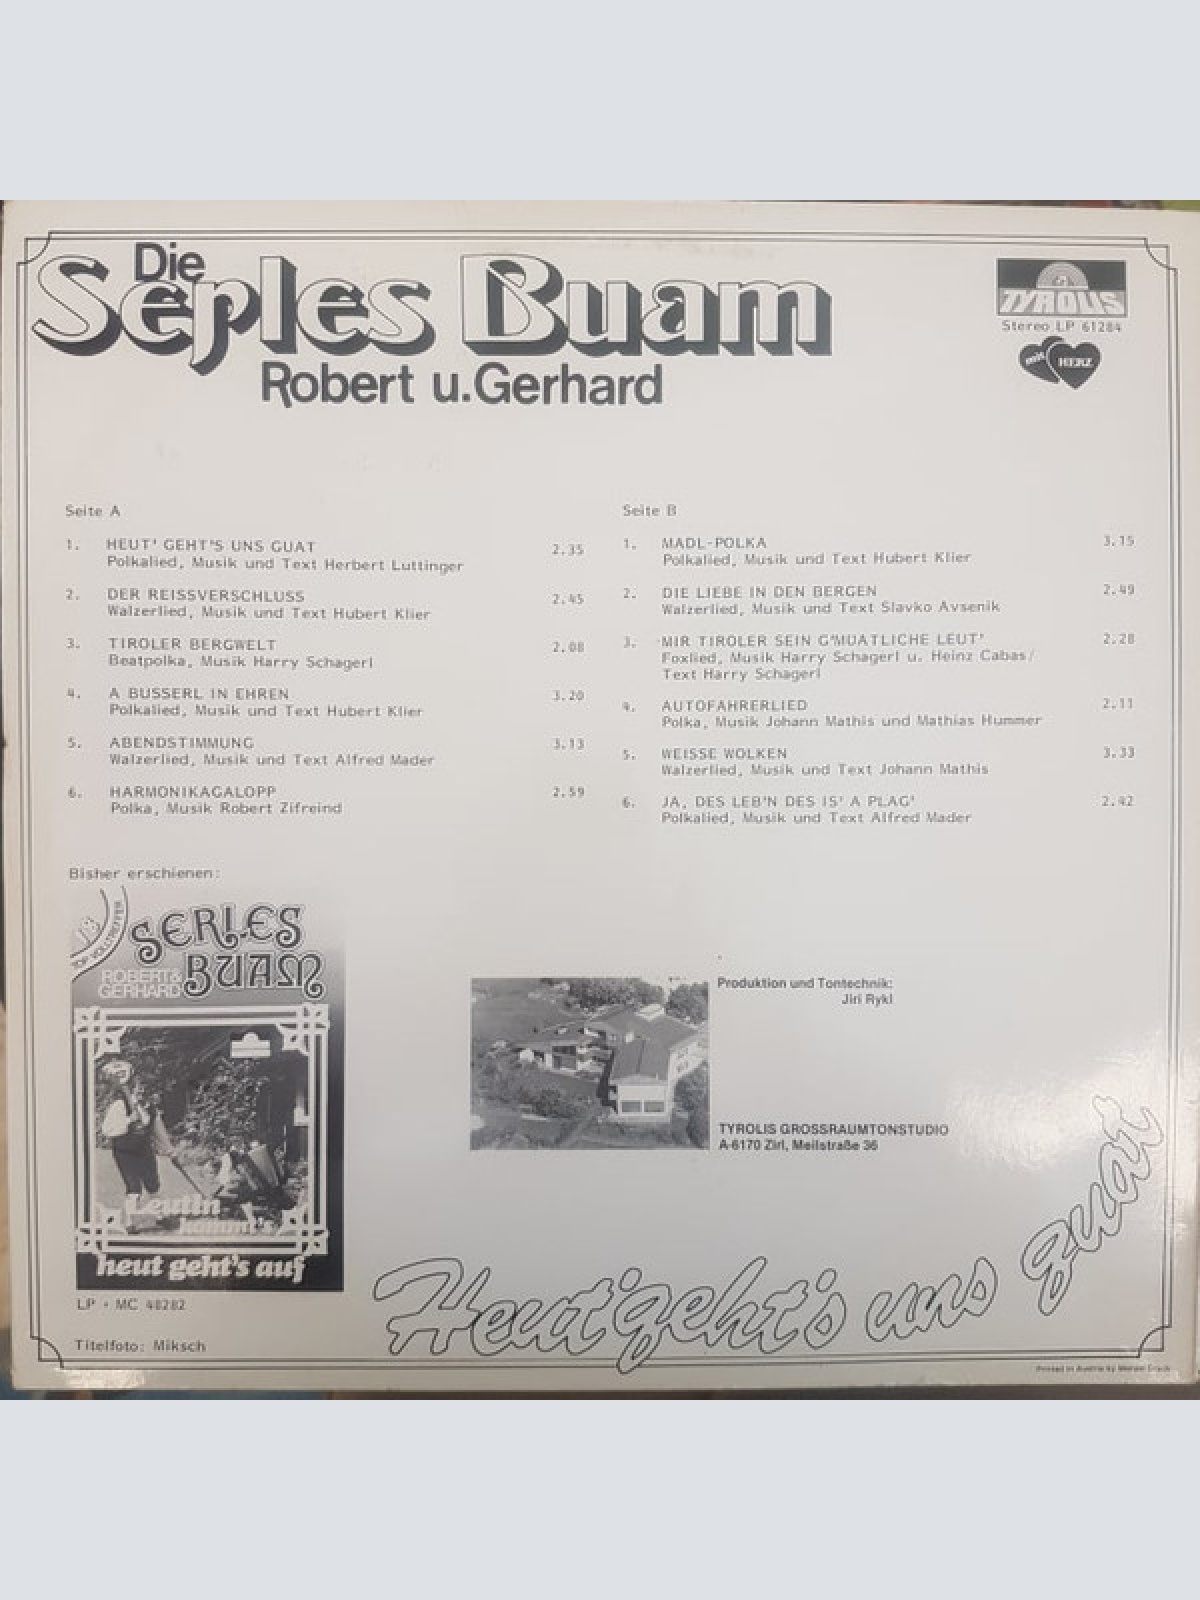 Die
Serles Buam
Robert u.Gerhard
TYROLIS
Stereo LP 61284
mit HERZ
Seite A
1. HEUT' GEHT'S UNS GUAT 2.35
Polkalied, Musik und Text Herbert Luttinger
2. DER REISSVERSCHLUSS 2.45
Walzerlied, Musik und Text Hubert Klier
3. TIROLER BERGWELT 2.08
Beatpolka, Musik Harry Schagerl
4. A BUSSERL IN EHREN 3.20
Polkalied, Musik und Text Hubert Klier
5. ABENDSTIMMUNG 3.13
Walzerlied, Musik und Text Alfred Mader
6. HARMONIKAGALOPP 2.59
Polka, Musik Robert Zifreind
Seite B
1. MADL-POLKA 3.15
Polkalied, Musik und Text Hubert Klier
2. DIE LIEBE IN DEN BERGEN 2.49
Walzerlied, Musik und Text Slavko Avsenik
3. MIR TIROLER SEIN G'MUATLICHE LEUT' 2.28
Foxlied, Musik Harry Schagerl u. Heinz Cabas/
Text Harry Schagerl
4. AUTOFAHRERLIED 2.11
Polka, Musik Johann Mathis und Mathias Hummer
5. WEISSE WOLKEN 3.33
Walzerlied, Musik und Text Johann Mathis
6. JA, DES LEB'N DES IS' A PLAG' 2.42
Polkalied, Musik und Text Alfred Mader
Bisher erschienen:
TOP VOLLTREFFER
SERLES
BUAM
ROBERT&
GERHARD
Leutln
kommt's
heut geht's auf
LP + MC 48282
Titelfoto: Miksch
Produktion und Tontechnik:
Jiri Rykl
TYROLIS GROSSRAUMTONSTUDIO
A-6170 Zirl, Meilstraße 36
Heut'geht's uns guat
Printed in Austria by